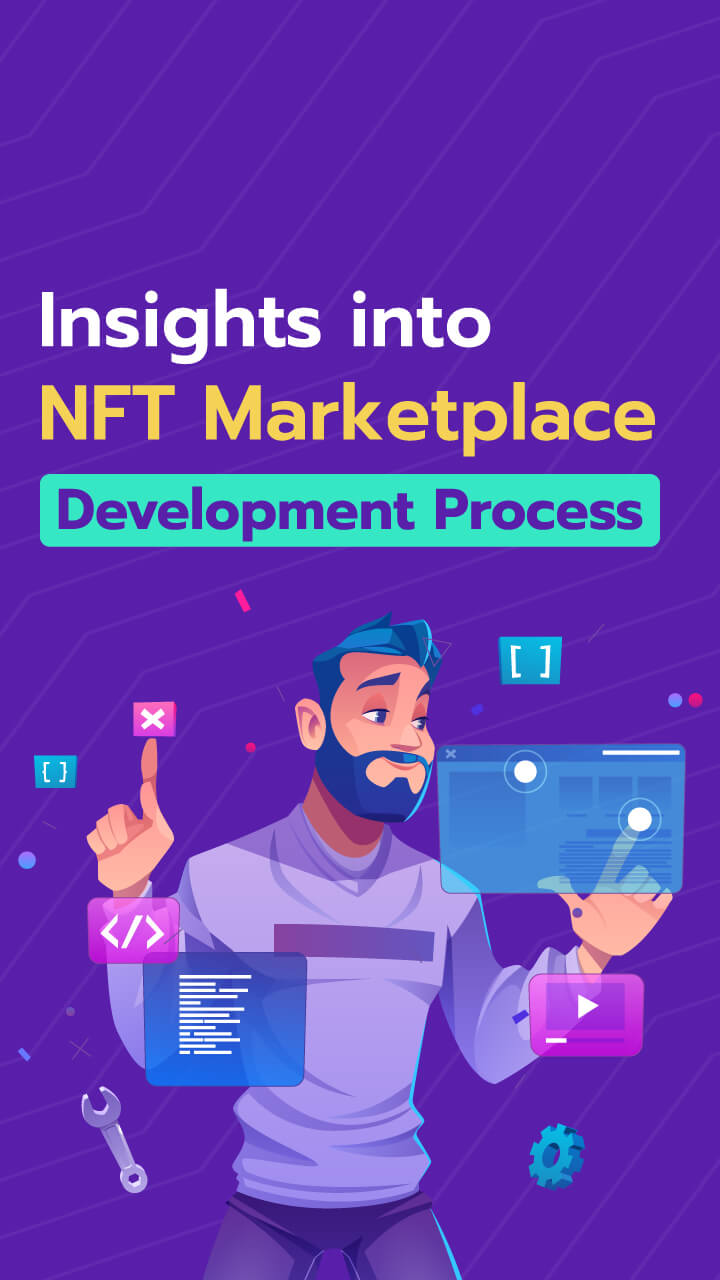 Insights into
NFT Marketplace
Development Process
[ ]
{ }
</>